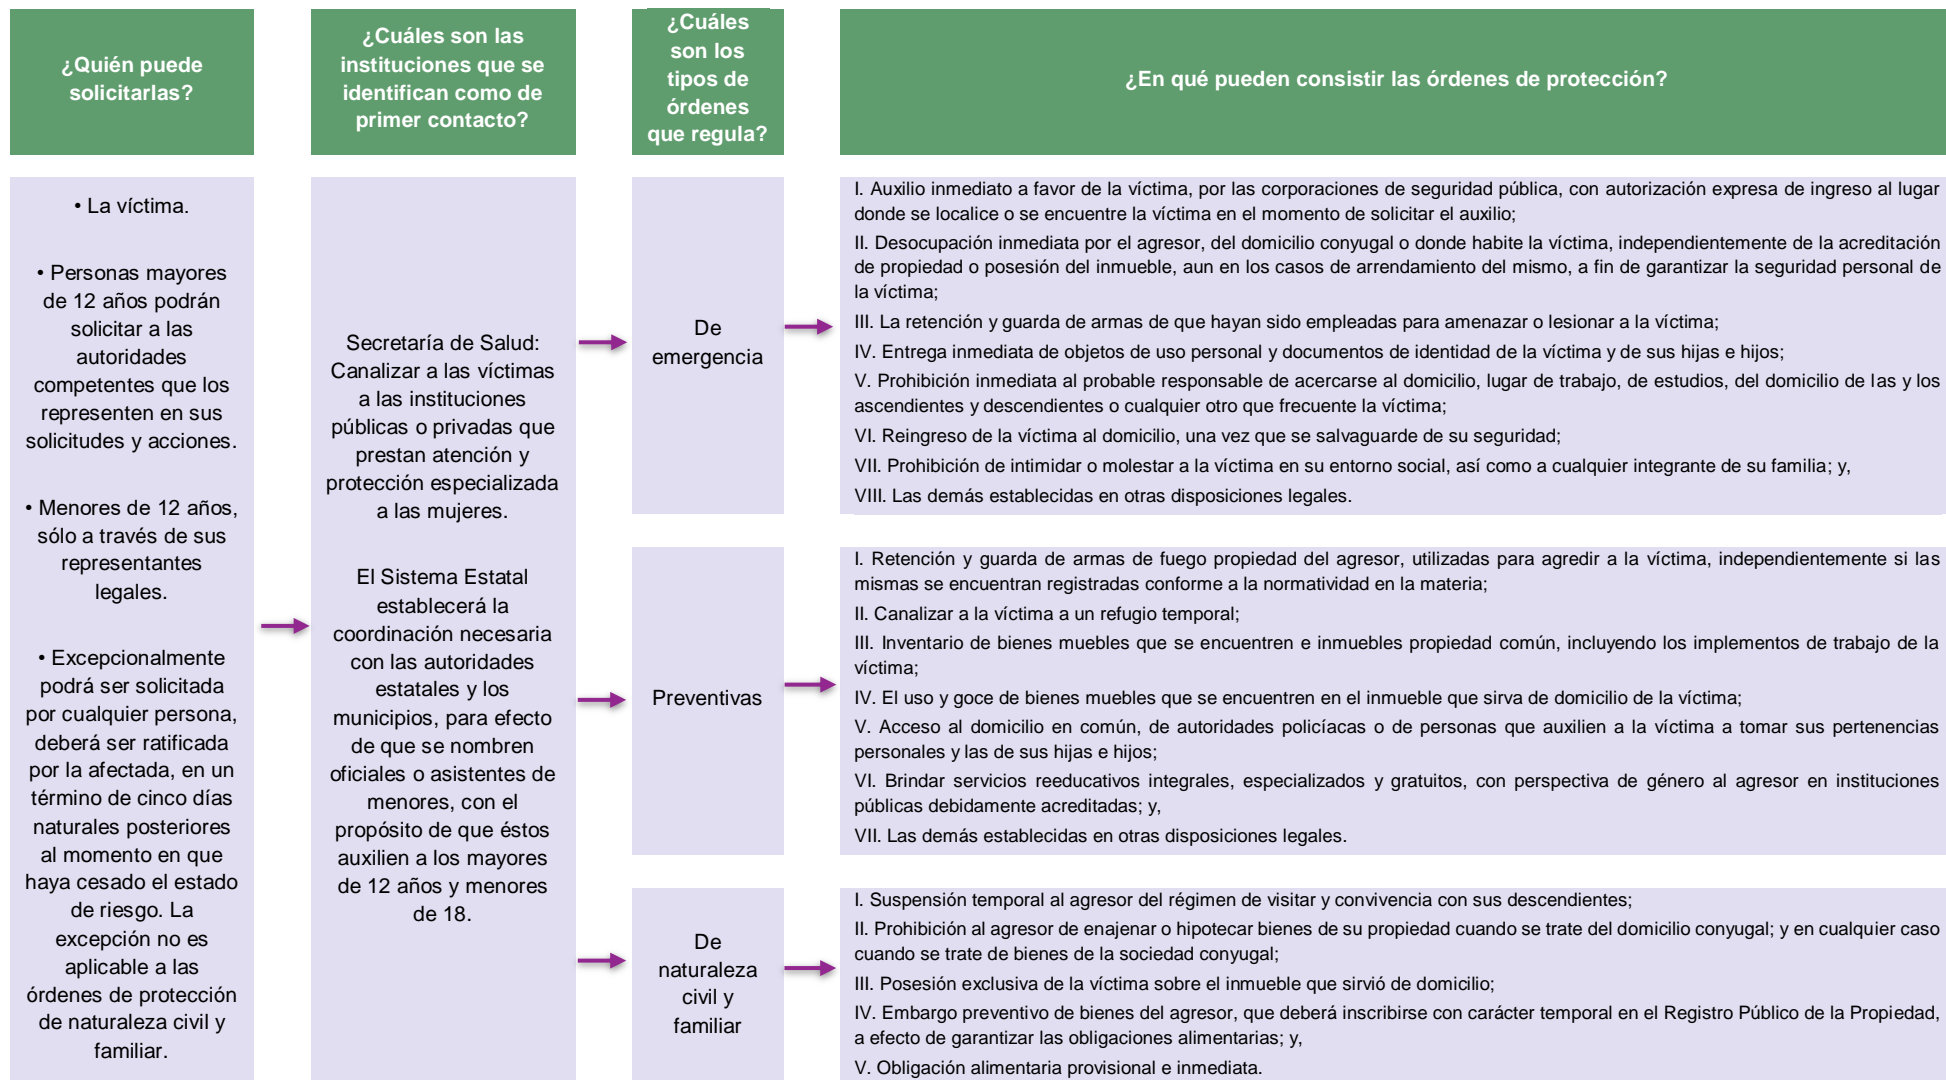 ¿Quién puede
solicitarlas?
¿Cuáles son las
instituciones que se
identifican como de
primer contacto?
¿Cuáles
son los
tipos de
órdenes
que regula?
¿En qué pueden consistir las órdenes de protección?
• La víctima.
• Personas mayores
de 12 años podrán
solicitar a las
autoridades
competentes que los
representen en sus
solicitudes y acciones.
• Menores de 12 años,
sólo a través de sus
representantes
legales.
• Excepcionalmente
podrá ser solicitada
por cualquier persona,
deberá ser ratificada
por la afectada, en un
término de cinco días
naturales posteriores
al momento en que
haya cesado el estado
de riesgo. La
excepción no es
aplicable a las
órdenes de protección
de naturaleza civil y
familiar.
Secretaría de Salud:
Canalizar a las víctimas
a las instituciones
públicas o privadas que
prestan atención y
protección especializada
a las mujeres.
El Sistema Estatal
establecerá la
coordinación necesaria
con las autoridades
estatales y los
municipios, para efecto
de que se nombren
oficiales o asistentes de
menores, con el
propósito de que éstos
auxilien a los mayores
de 12 años y menores
de 18.
De
emergencia
I. Auxilio inmediato a favor de la víctima, por las corporaciones de seguridad pública, con autorización expresa de ingreso al lugar
donde se localice o se encuentre la víctima en el momento de solicitar el auxilio;
II. Desocupación inmediata por el agresor, del domicilio conyugal o donde habite la víctima, independientemente de la acreditación
de propiedad o posesión del inmueble, aun en los casos de arrendamiento del mismo, a fin de garantizar la seguridad personal de
la víctima;
III. La retención y guarda de armas de que hayan sido empleadas para amenazar o lesionar a la víctima;
IV. Entrega inmediata de objetos de uso personal y documentos de identidad de la víctima y de sus hijas e hijos;
V. Prohibición inmediata al probable responsable de acercarse al domicilio, lugar de trabajo, de estudios, del domicilio de las y los
ascendientes y descendientes o cualquier otro que frecuente la víctima;
VI. Reingreso de la víctima al domicilio, una vez que se salvaguarde de su seguridad;
VII. Prohibición de intimidar o molestar a la víctima en su entorno social, así como a cualquier integrante de su familia; y,
VIII. Las demás establecidas en otras disposiciones legales.
Preventivas
I. Retención y guarda de armas de fuego propiedad del agresor, utilizadas para agredir a la víctima, independientemente si las
mismas se encuentran registradas conforme a la normatividad en la materia;
II. Canalizar a la víctima a un refugio temporal;
III. Inventario de bienes muebles que se encuentren e inmuebles propiedad común, incluyendo los implementos de trabajo de la
víctima;
IV. El uso y goce de bienes muebles que se encuentren en el inmueble que sirva de domicilio de la víctima;
V. Acceso al domicilio en común, de autoridades policíacas o de personas que auxilien a la víctima a tomar sus pertenencias
personales y las de sus hijas e hijos;
VI. Brindar servicios reeducativos integrales, especializados y gratuitos, con perspectiva de género al agresor en instituciones
públicas debidamente acreditadas; y,
VII. Las demás establecidas en otras disposiciones legales.
De
naturaleza
civil y
familiar
I. Suspensión temporal al agresor del régimen de visitar y convivencia con sus descendientes;
II. Prohibición al agresor de enajenar o hipotecar bienes de su propiedad cuando se trate del domicilio conyugal; y en cualquier caso
cuando se trate de bienes de la sociedad conyugal;
III. Posesión exclusiva de la víctima sobre el inmueble que sirvió de domicilio;
IV. Embargo preventivo de bienes del agresor, que deberá inscribirse con carácter temporal en el Registro Público de la Propiedad,
a efecto de garantizar las obligaciones alimentarias; y,
V. Obligación alimentaria provisional e inmediata.